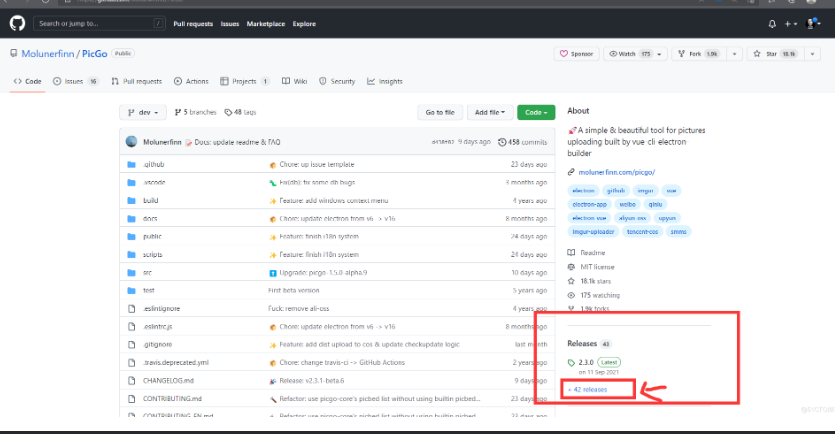 Search or jump to...
/
Pull requests Issues Marketplace Explore
Molunerfinn / PicGo Public
Sponsor Watch 175 Fork 1.9k Star 18.1k
Code Issues 16 Pull requests Actions Projects 1 Wiki Security Insights
dev 5 branches 48 tags Go to file Add file Code
Molunerfinn Docs: update readme & FAQ 9 days ago 458 commits
.github Chore: up issue template 23 days ago
.vscode Fix(db): fix some db bugs 3 months ago
build Feature: add windows context menu 4 years ago
docs Chore: update electron from v6 -> v16 8 months ago
public Feature: finish i18n system 24 days ago
scripts Feature: finish i18n system 24 days ago
src Upgrade: picgo-1.5.0-alpha.9 10 days ago
test First beta version 5 years ago
.eslintignore Fuck: remove ali-oss 4 years ago
.eslintrc.js Chore: update electron from v6 -> v16 8 months ago
.gitignore Feature: add dist upload to cos & update checkupdate logic last month
.travis.deprecated.yml Chore: change travis-ci -> GitHub Actions 2 years ago
CHANGELOG.md Release: v2.3.1-beta.6 9 days ago
CONTRIBUTING.md Refactor: use picgo-core's picbed list without using builtin picbed... last month
CONTRIBUTING_EN.md Refactor: use picgo-core's picbed list without using builtin picbed... last month
About
A simple & beautiful tool for pictures
uploading built by vue-cli-electron-
builder
molunerfinn.com/picgo/
electron github imgur vue
electron-app weibo qiniu
electron-vue aliyun-oss upyun
imgur-uploader tencent-cos smms
Readme
MIT license
18.1k stars
175 watching
1.9k forks
Releases 43
2.3.0 Latest
on 11 Sep 2021
+ 42 releases